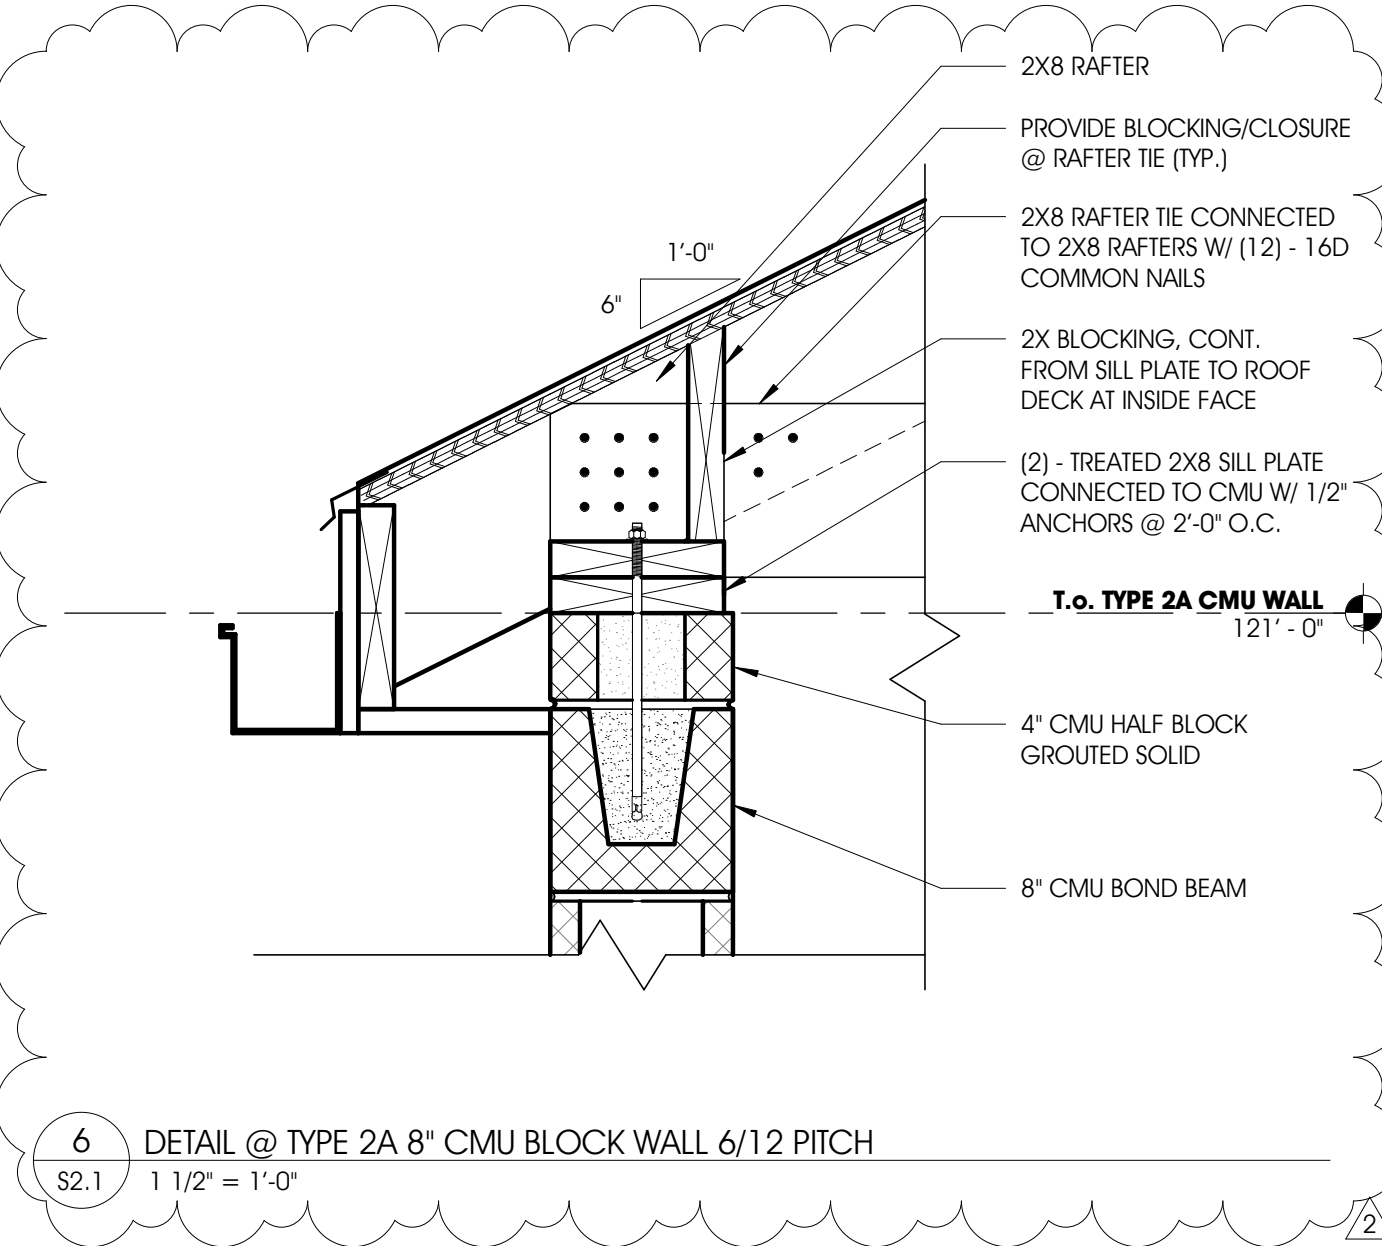 2X8 RAFTER
PROVIDE BLOCKING/CLOSURE
@ RAFTER TIE (TYP.)
2X8 RAFTER TIE CONNECTED
TO 2X8 RAFTERS W/ (12) - 16D
COMMON NAILS
1'-0"
6"
2X BLOCKING, CONT.
FROM SILL PLATE TO ROOF
DECK AT INSIDE FACE
(2) - TREATED 2X8 SILL PLATE
CONNECTED TO CMU W/ 1/2"
ANCHORS @ 2'-0" O.C.
T.o. TYPE 2A CMU WALL
121' - 0"
4" CMU HALF BLOCK
GROUTED SOLID
8" CMU BOND BEAM
6
DETAIL @ TYPE 2A 8" CMU BLOCK WALL 6/12 PITCH
S2.1
1 1/2" = 1'-0"
2